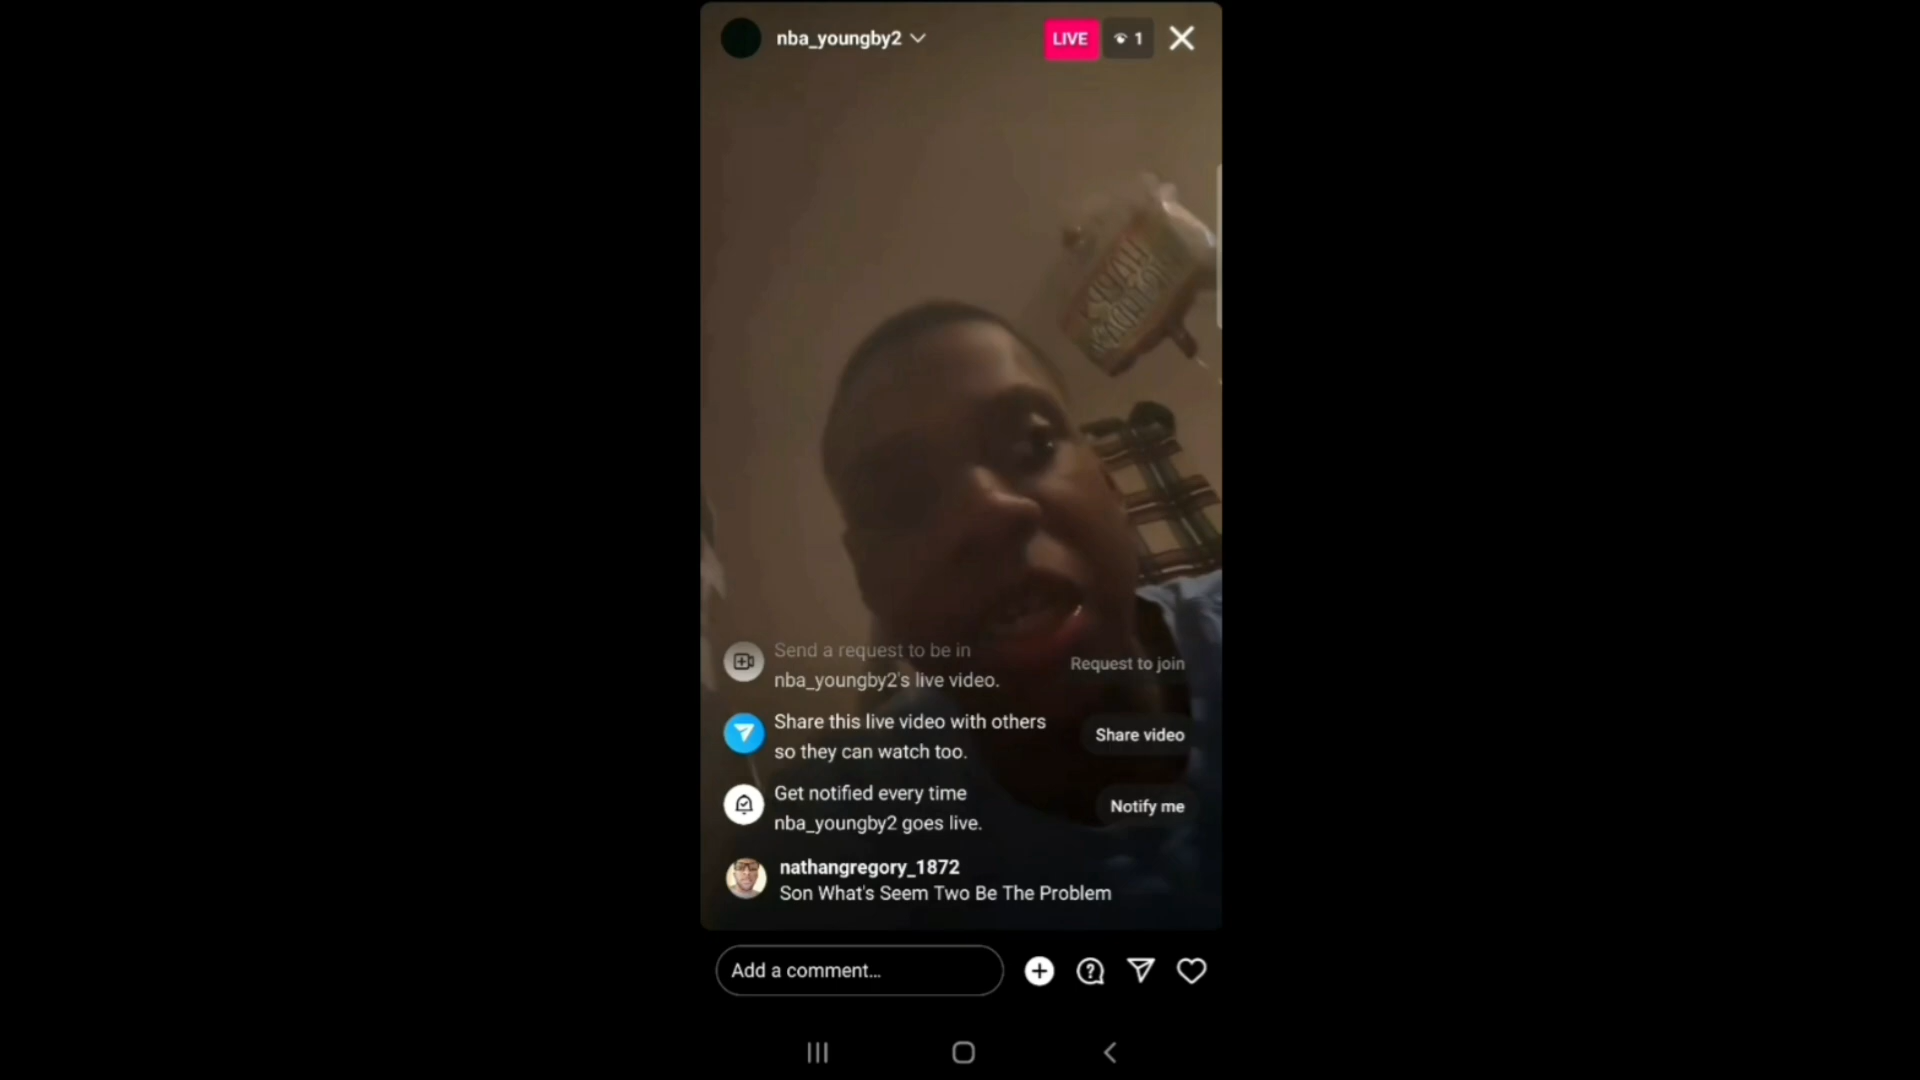 nba_youngby2
LIVE
1
Send a request to be in
nba_youngby2's live video.
Request to join
Share this live video with others
so they can watch too.
Share video
Get notified every time
nba_youngby2 goes live.
Notify me
nathangregory_1872
Son What's Seem Two Be The Problem
Add a comment...